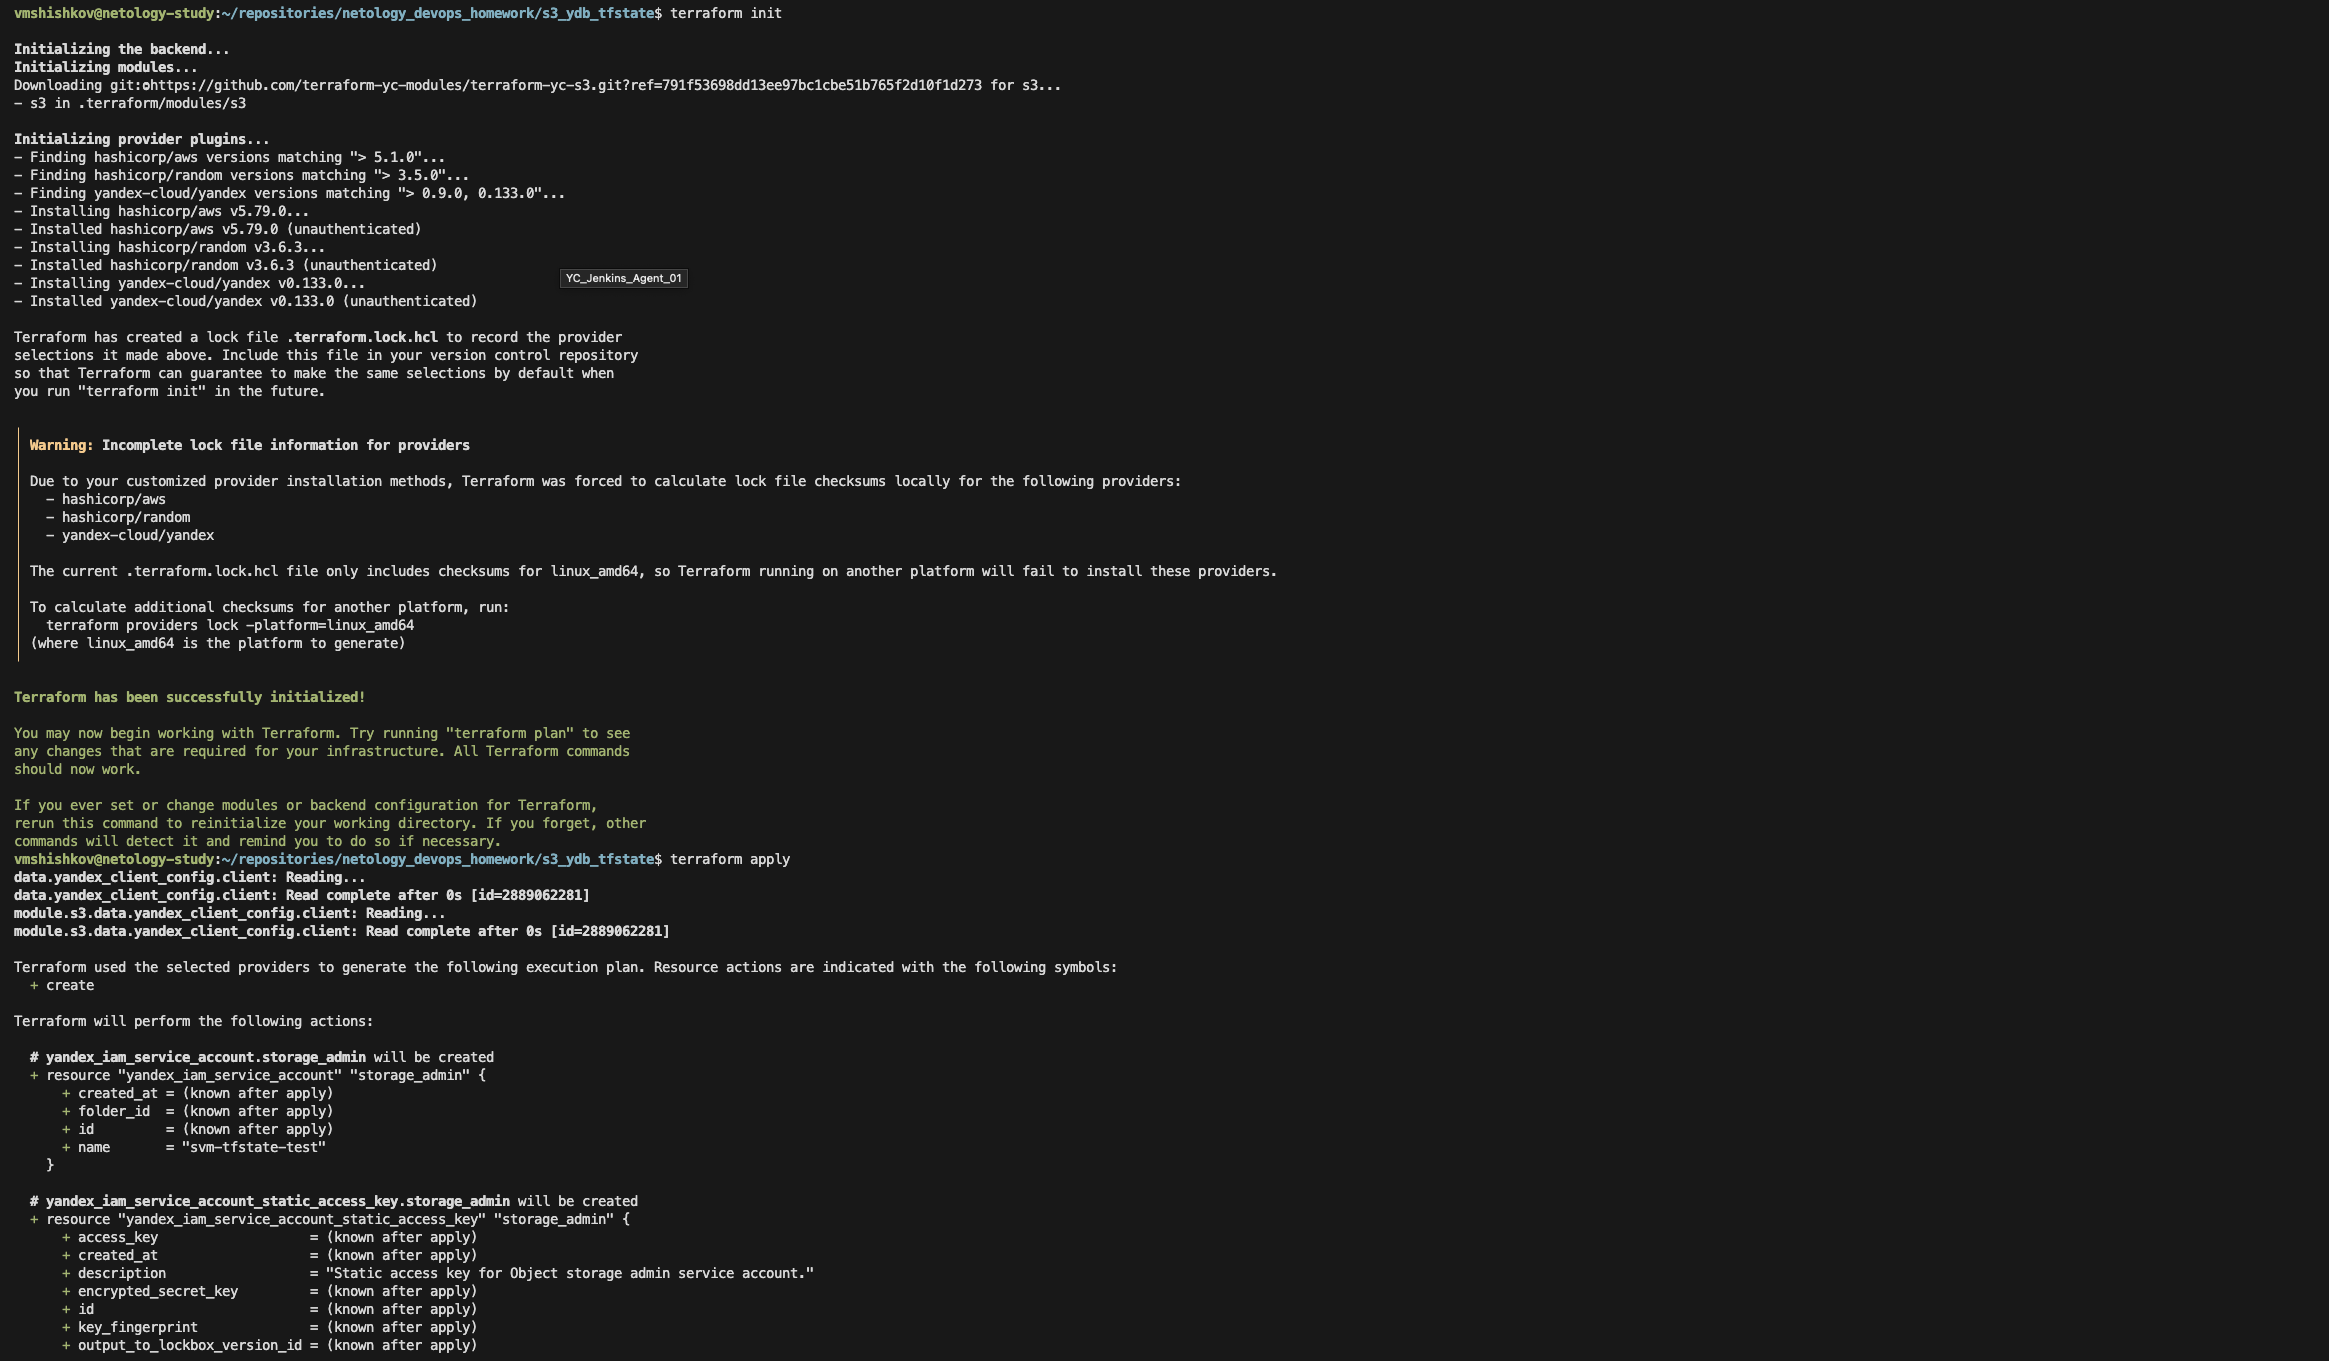 vmshishkov@netology-study:~/repositories/netology_devops_homework/s3_ydb_tfstate$ terraform init
Initializing the backend...
Initializing modules...
Downloading git::https://github.com/terraform-yc-modules/terraform-yc-s3.git?ref=791f53698dd13ee97bc1cbe51b765f2d10f1d273 for s3...
- s3 in .terraform/modules/s3
Initializing provider plugins...
- Finding hashicorp/aws versions matching "> 5.1.0"...
- Finding hashicorp/random versions matching "> 3.5.0"...
- Finding yandex-cloud/yandex versions matching "> 0.9.0, 0.133.0"...
- Installing hashicorp/aws v5.79.0...
- Installed hashicorp/aws v5.79.0 (unauthenticated)
- Installing hashicorp/random v3.6.3...
- Installed hashicorp/random v3.6.3 (unauthenticated)
YC_Jenkins_Agent_01
- Installing yandex-cloud/yandex v0.133.0...
- Installed yandex-cloud/yandex v0.133.0 (unauthenticated)
Terraform has created a lock file .terraform.lock.hcl to record the provider
selections it made above. Include this file in your version control repository
so that Terraform can guarantee to make the same selections by default when
you run "terraform init" in the future.
Warning: Incomplete lock file information for providers
Due to your customized provider installation methods, Terraform was forced to calculate lock file checksums locally for the following providers:
- hashicorp/aws
- hashicorp/random
- yandex-cloud/yandex
The current .terraform.lock.hcl file only includes checksums for linux_amd64, so Terraform running on another platform will fail to install these providers.
To calculate additional checksums for another platform, run:
terraform providers lock -platform=linux_amd64
(where linux_amd64 is the platform to generate)
Terraform has been successfully initialized!
You may now begin working with Terraform. Try running "terraform plan" to see
any changes that are required for your infrastructure. All Terraform commands
should now work.
If you ever set or change modules or backend configuration for Terraform,
rerun this command to reinitialize your working directory. If you forget, other
commands will detect it and remind you to do so if necessary.
vmshishkov@netology-study:~/repositories/netology_devops_homework/s3_ydb_tfstate$ terraform apply
data.yandex_client_config.client: Reading...
data.yandex_client_config.client: Read complete after 0s [id=2889062281]
module.s3.data.yandex_client_config.client: Reading...
module.s3.data.yandex_client_config.client: Read complete after 0s [id=2889062281]
Terraform used the selected providers to generate the following execution plan. Resource actions are indicated with the following symbols:
+ create
Terraform will perform the following actions:
# yandex_iam_service_account.storage_admin will be created
+ resource "yandex_iam_service_account" "storage_admin" {
+ created_at = (known after apply)
+ folder_id = (known after apply)
+ id = (known after apply)
+ name = "svm-tfstate-test"
}
# yandex_iam_service_account_static_access_key.storage_admin will be created
+ resource "yandex_iam_service_account_static_access_key" "storage_admin" {
+ access_key = (known after apply)
+ created_at = (known after apply)
+ description = "Static access key for Object storage admin service account."
+ encrypted_secret_key = (known after apply)
+ id = (known after apply)
+ key_fingerprint = (known after apply)
+ output_to_lockbox_version_id = (known after apply)